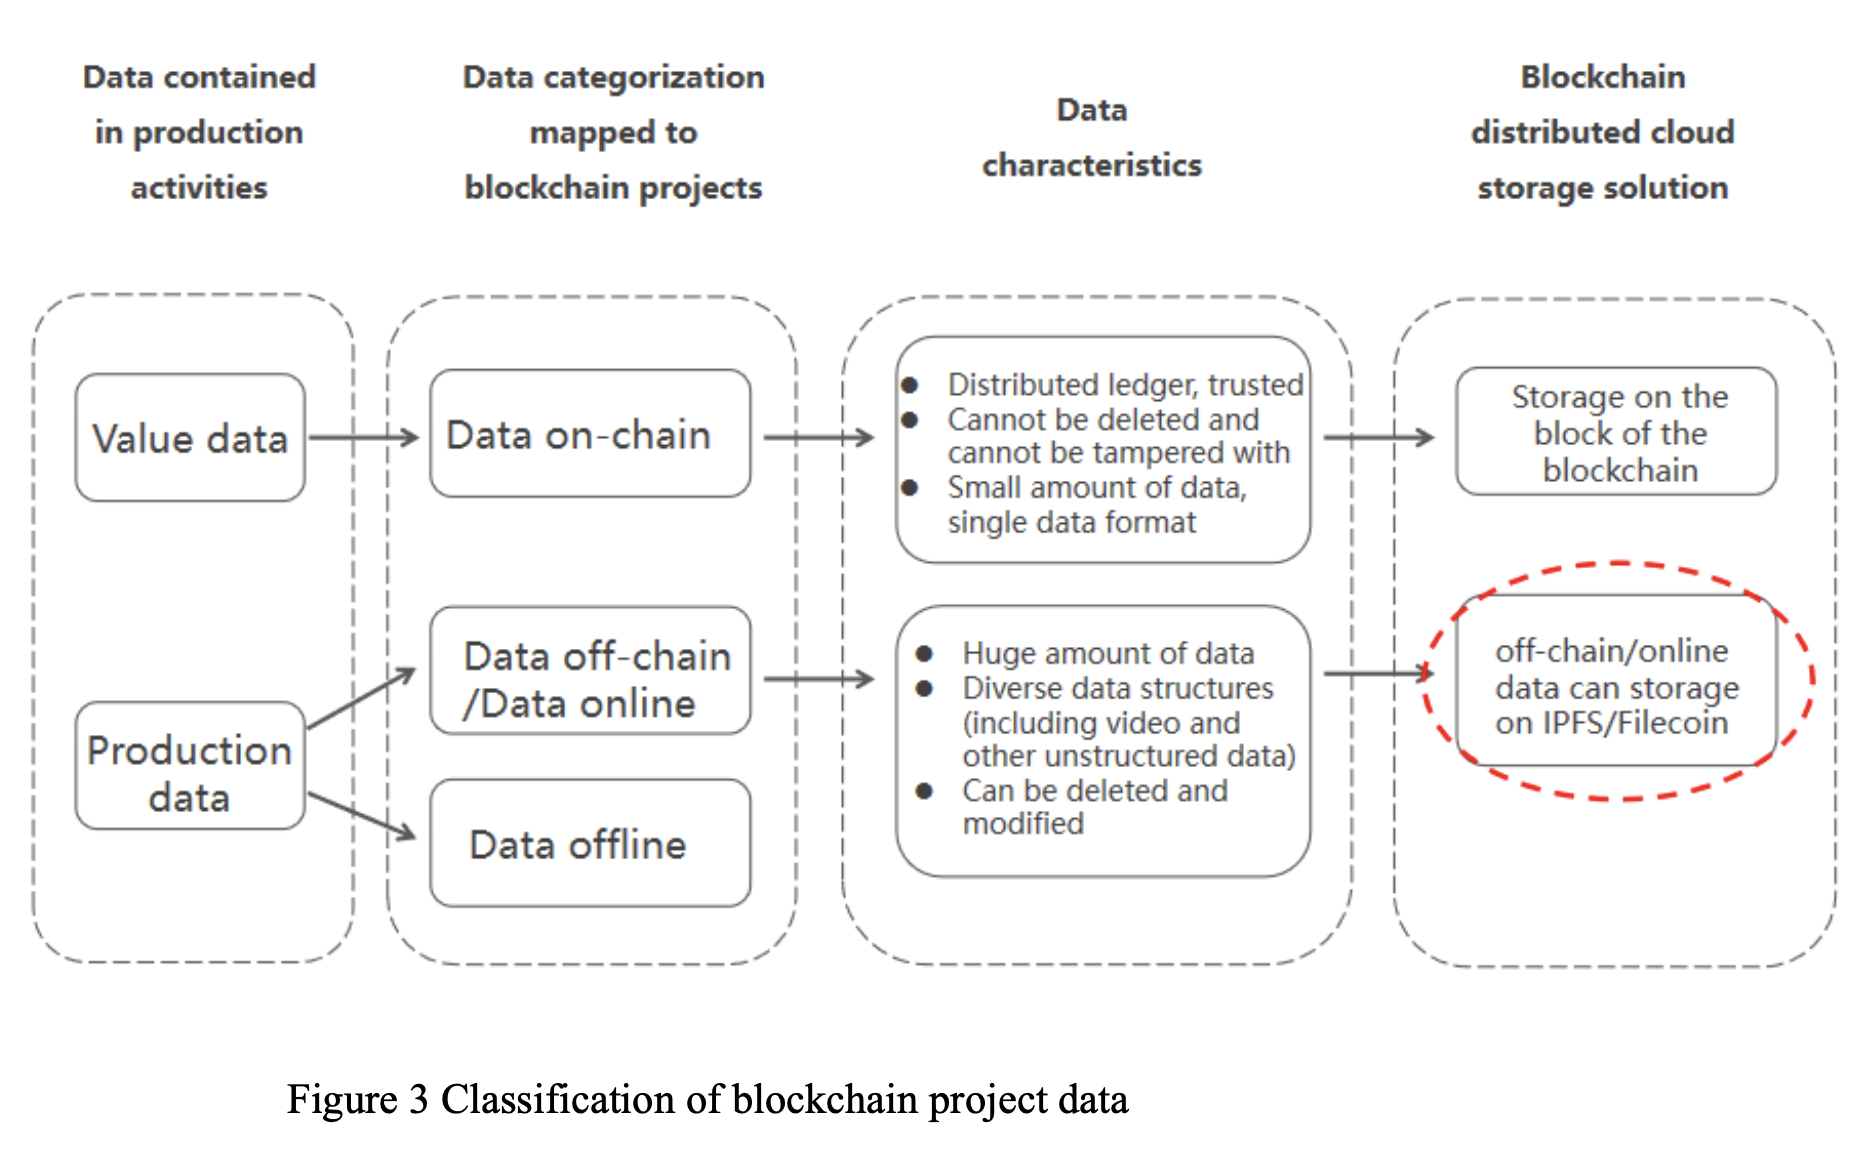 Data contained
in production
activities
Data categorization
mapped to
blockchain projects
Data
characteristics
Blockchain
distributed cloud
storage solution
Value data
Data on-chain
● Distributed ledger, trusted
● Cannot be deleted and
cannot be tampered with
● Small amount of data,
single data format
Storage on the
block of the
blockchain
Production
data
Data off-chain
/Data online
Data offline
● Huge amount of data
● Diverse data structures
(including video and
other unstructured data)
● Can be deleted and
modified
off-chain/online
data can storage
on IPFS/Filecoin
Figure 3 Classification of blockchain project data